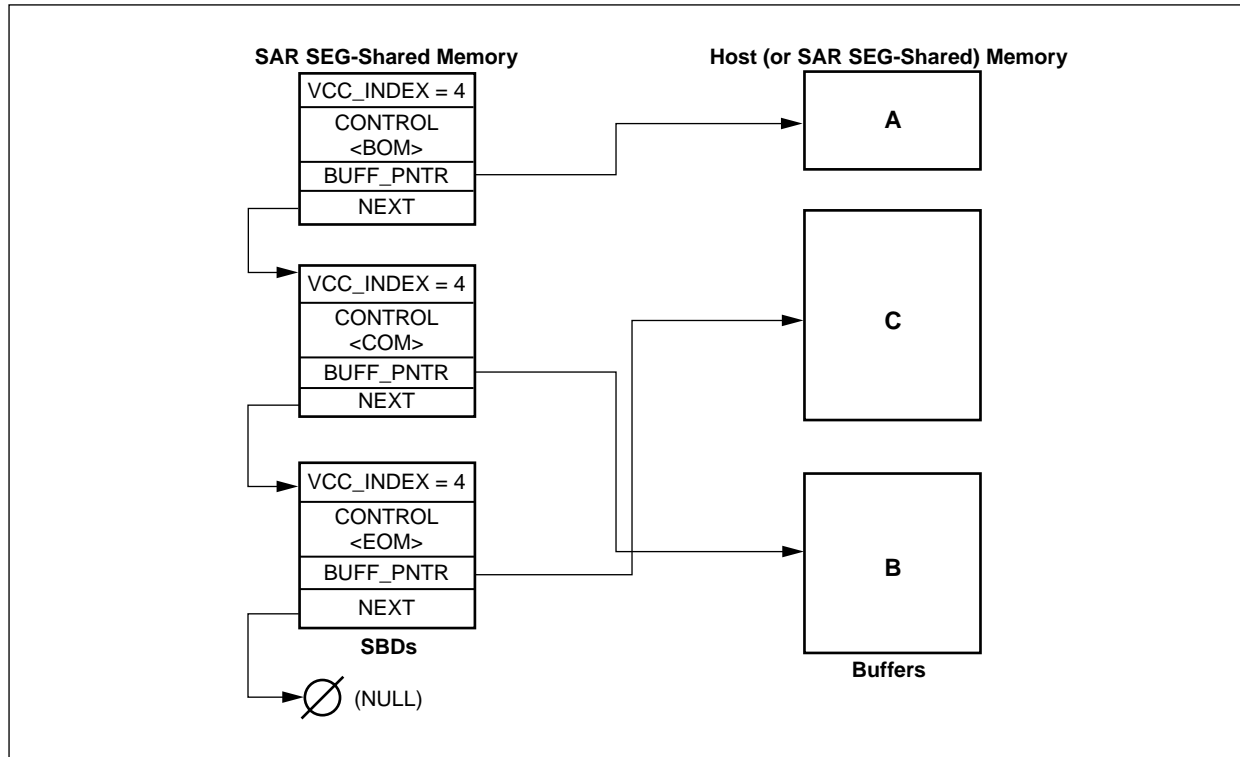 SAR SEG-Shared Memory
VCC_INDEX = 4
CONTROL
<BOM>
BUFF_PNTR
NEXT
VCC_INDEX = 4
CONTROL
<COM>
BUFF_PNTR
NEXT
VCC_INDEX = 4
CONTROL
<EOM>
BUFF_PNTR
NEXT
SBDs
(NULL)
Host (or SAR SEG-Shared) Memory
A
C
B
Buffers